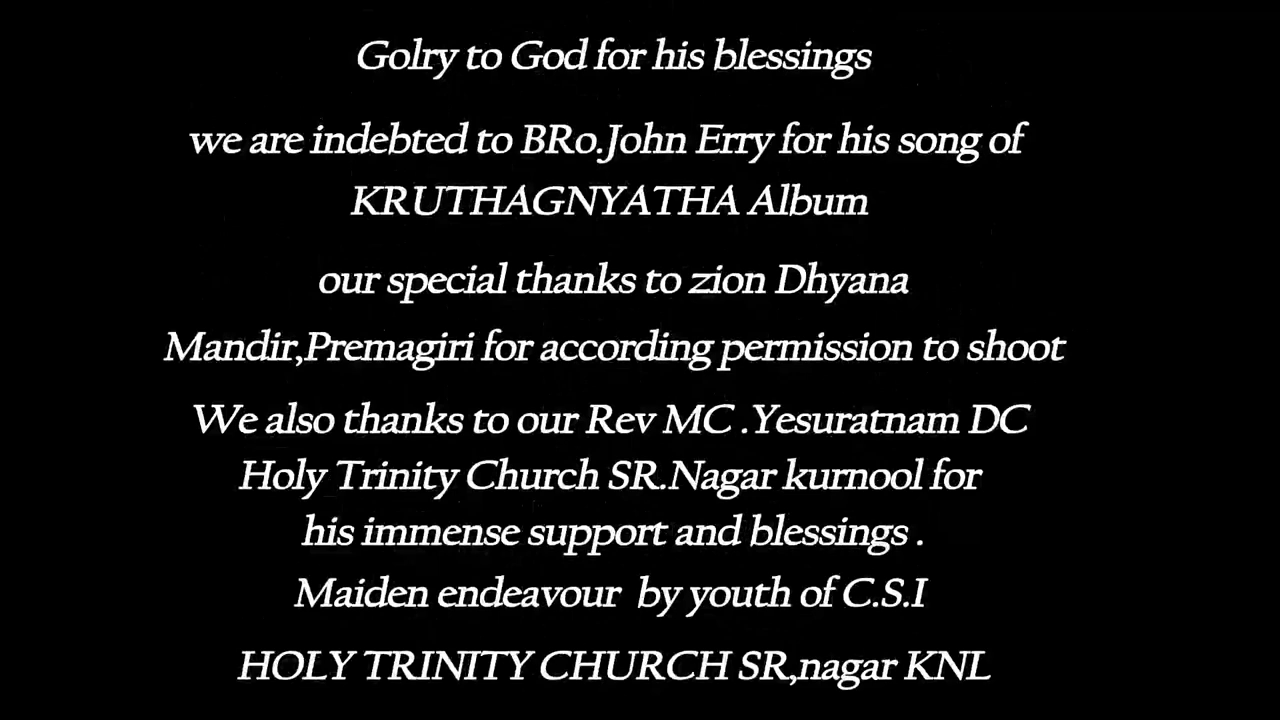 Golry to God for his blessings
we are indebted to BRo.John Erry for his song of
KRUTHAGNYATHA Album
our special thanks to zion Dhyana
Mandir,Premagiri for according permission to shoot
We also thanks to our Rev MC .Yesuratnam DC
Holy Trinity Church SR.Nagar kurnool for
his immense support and blessings .
Maiden endeavour  by youth of C.S.I
HOLY TRINITY CHURCH SR,nagar KNL